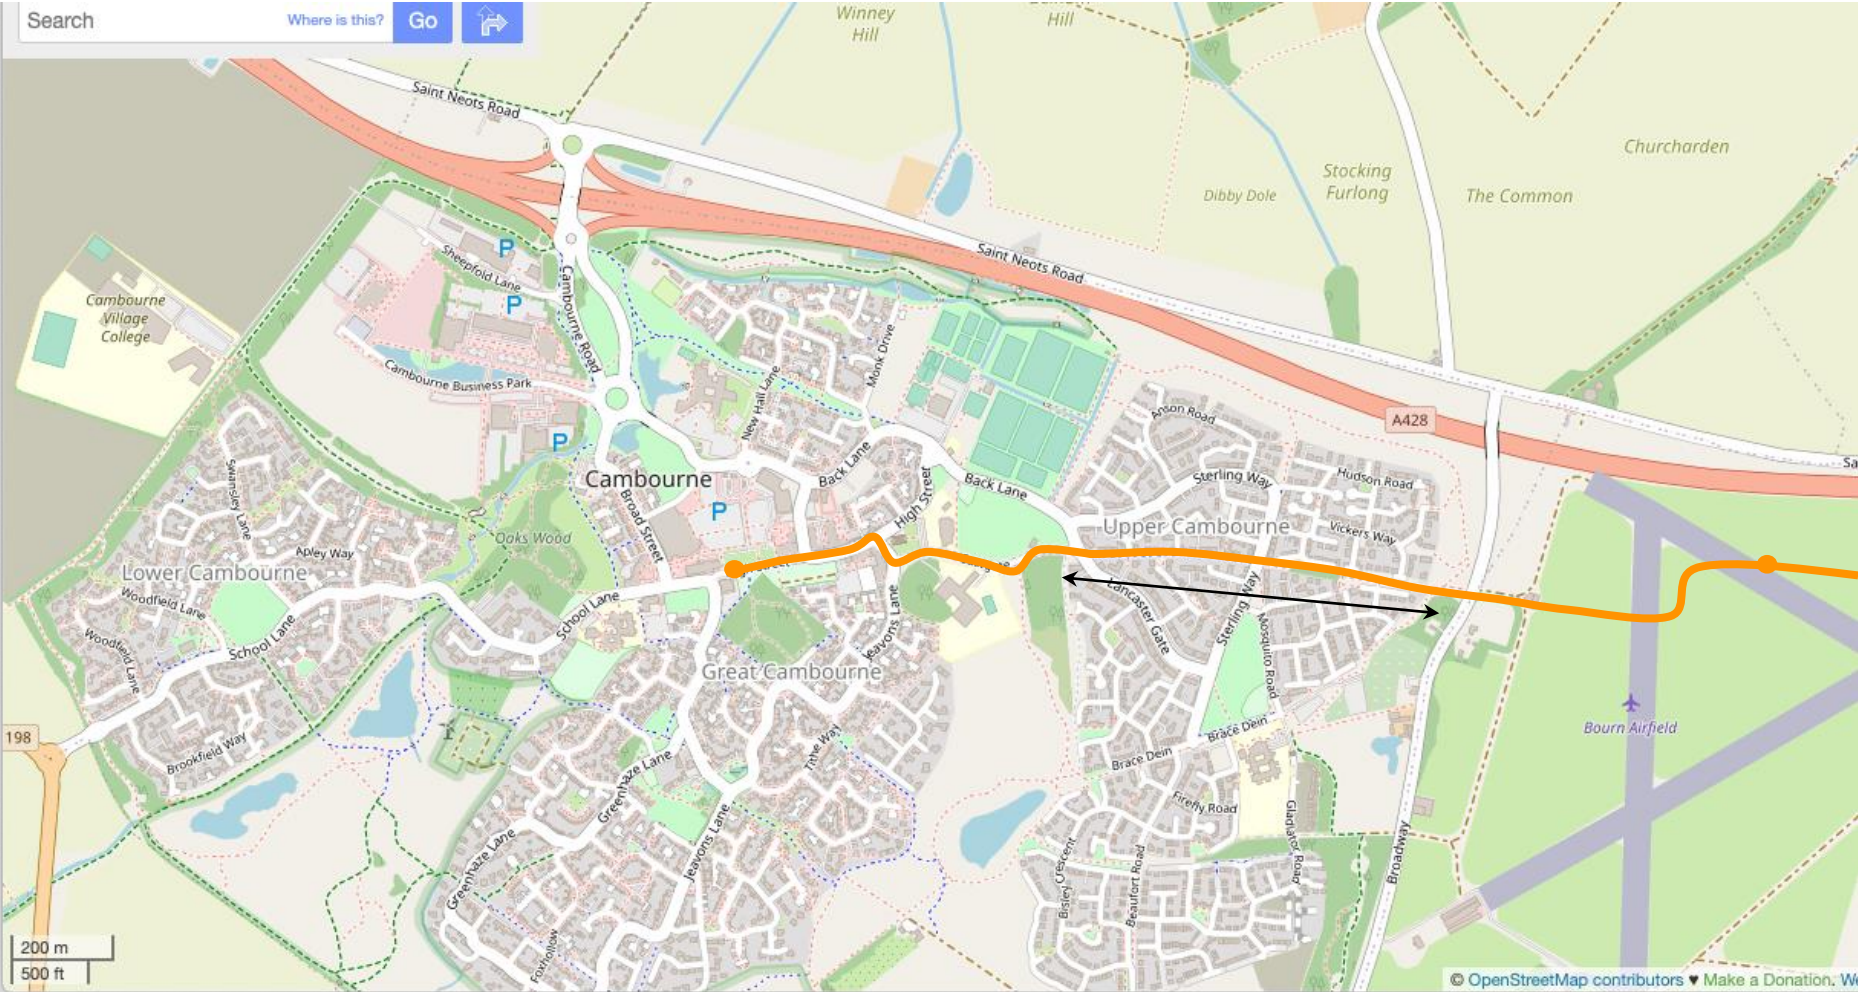 Search
Where is this?
Go
Winney
Hill
Hill
Saint Neots Road
Churcharden
Stocking
Furlong
Dibby Dole
The Common
Saint Neots Road
P
Sheepfold Lane
P
Cambourne Road
Cambourne
Village
College
Monk Drive
Cambourne Business Park
New Hall Lane
Anson Road
A428
P
Back Lane
Swansley Lane
Cambourne
Sterling Way
Hudson Road
Sa
Back Lane
High Street
P
Broad Street
Upper Cambourne
Vickers Way
Oaks Wood
Apley Way
Lower Cambourne
Woodfield Lane
School Lane
Lancaster Gate
Sterling Way
Mosquito Road
Jeavons Lane
School Lane
Woodfield Lane
Jeavons Lane
Great Cambourne
Bourn Airfield
198
Brookfield Way
Tithe Way
Brace Dein
Brace Dein
Greenhaze Lane
Firefly Road
Gladiator Road
Greenhaze Lane
Jeavons Lane
Bisley Crescent
Beaufort Road
Broadway
Foxhollow
200 m
500 ft
© OpenStreetMap contributors ♥ Make a Donation. We